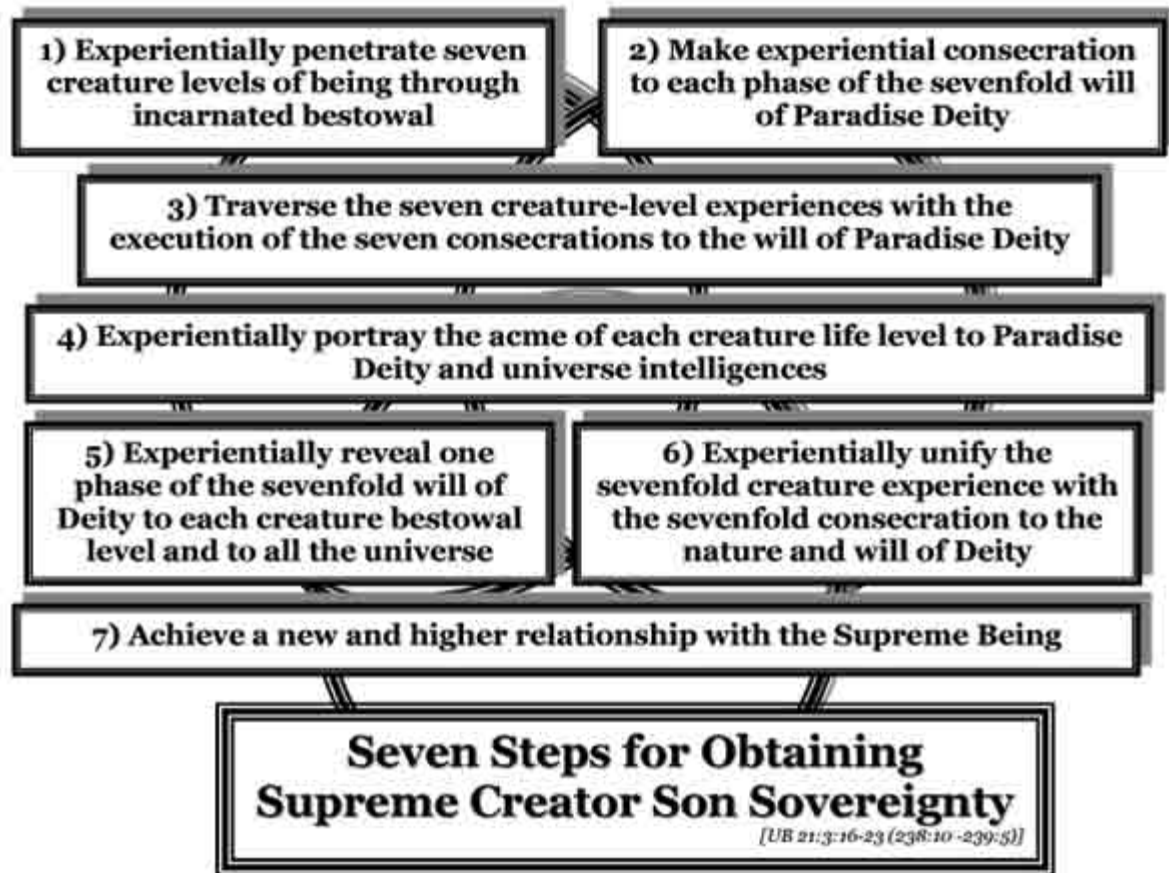 1) Experientially penetrate seven
creature levels of being through
incarnated bestowal
2) Make experiential consecration
to each phase of the sevenfold will
of Paradise Deity
3) Traverse the seven creature-level experiences with the
execution of the seven consecrations to the will of Paradise Deity
4) Experientially portray the acme of each creature life level to Paradise
Deity and universe intelligences
5) Experientially reveal one
phase of the sevenfold will of
Deity to each creature bestowal
level and to all the universe
6) Experientially unify the
sevenfold creature experience with
the sevenfold consecration to the
nature and will of Deity
7) Achieve a new and higher relationship with the Supreme Being
Seven Steps for Obtaining
Supreme Creator Son Sovereignty
[UB 21:3:16-23 (238:10 -239:5)]